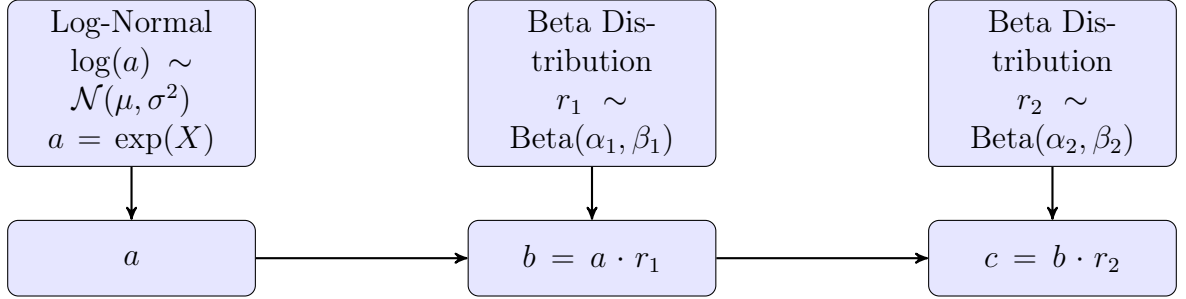 Log-Normal
log(a) ∼
𝒩(μ, σ²)
a = exp(X)
Beta Dis-
tribution
r₁ ∼
Beta(α₁, β₁)
Beta Dis-
tribution
r₂ ∼
Beta(α₂, β₂)
a
b = a · r₁
c = b · r₂